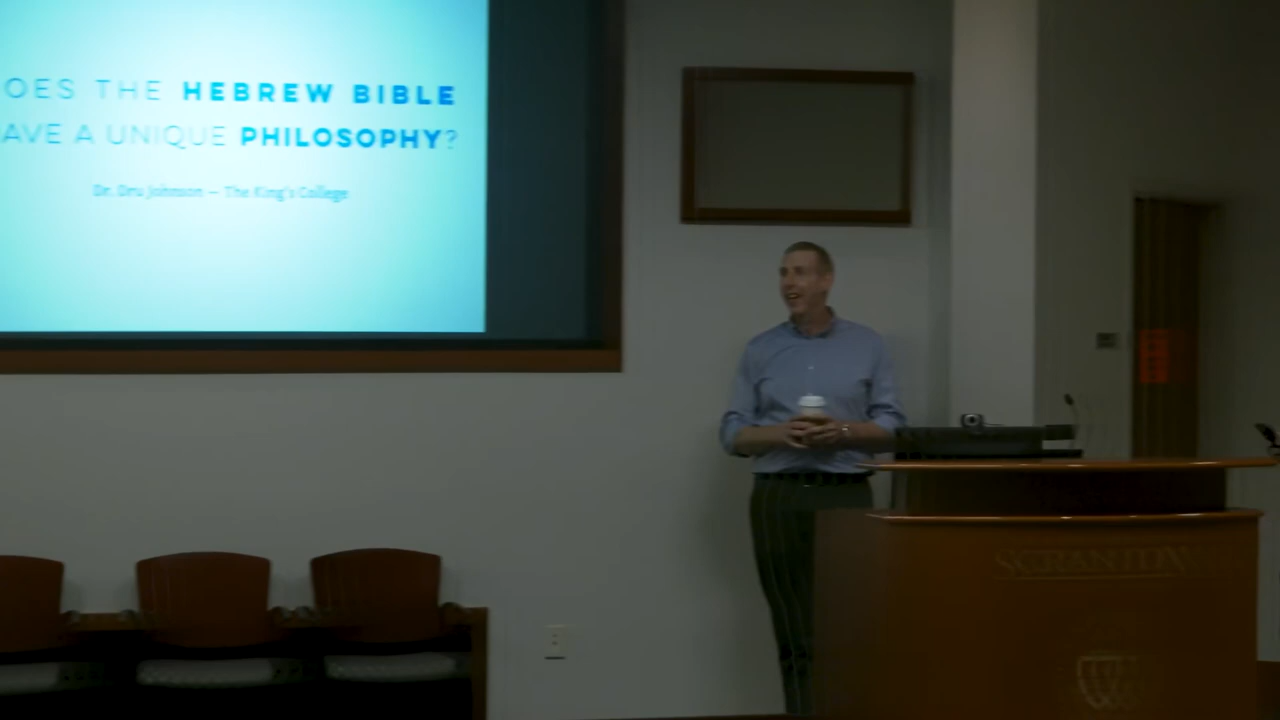 OES THE HEBREW BIBLE
AVE A UNIQUE PHILOSOPHY?
Dr. Dru Johnson — The King's College
SCRANTON